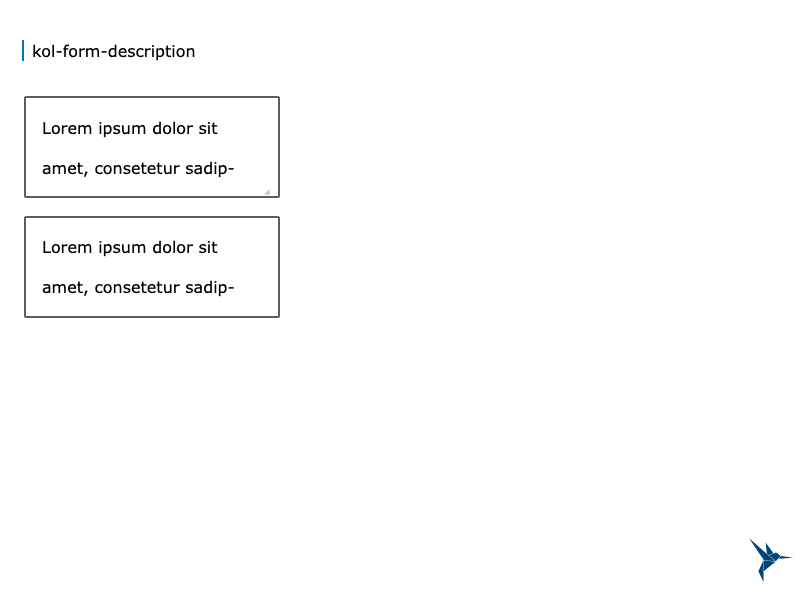 kol-form-description
Lorem ipsum dolor sit
amet, consetetur sadip-
Lorem ipsum dolor sit
amet, consetetur sadip-